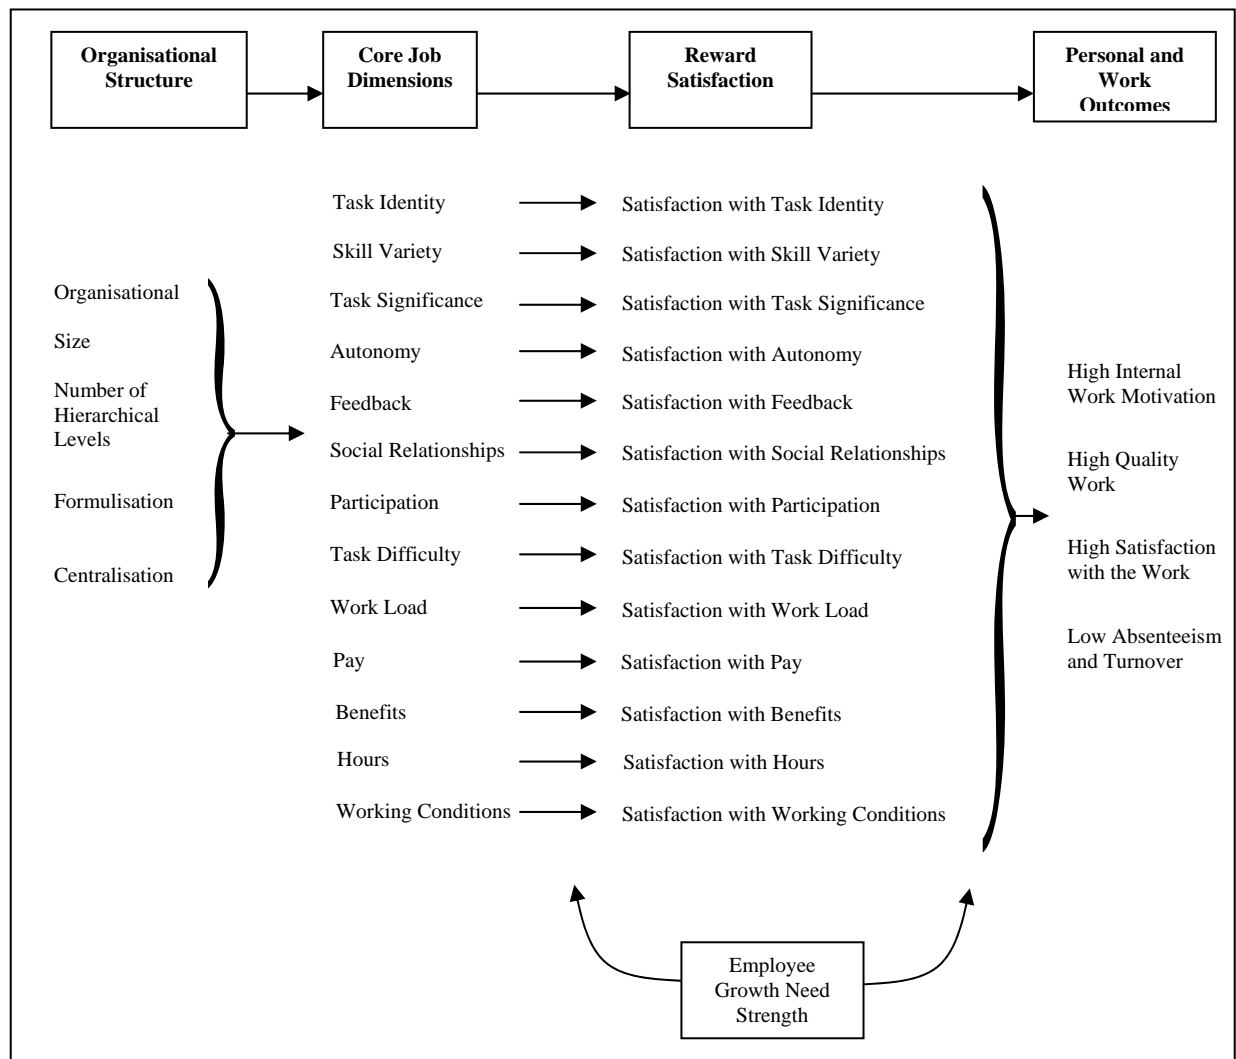 Organisational
Structure
Core Job
Dimensions
Reward
Satisfaction
Personal and
Work
Outcomes
Organisational
Size
Number of
Hierarchical
Levels
Formulisation
Centralisation
Task Identity
Skill Variety
Task Significance
Autonomy
Feedback
Social Relationships
Participation
Task Difficulty
Work Load
Pay
Benefits
Hours
Working Conditions
Satisfaction with Task Identity
Satisfaction with Skill Variety
Satisfaction with Task Significance
Satisfaction with Autonomy
Satisfaction with Feedback
Satisfaction with Social Relationships
Satisfaction with Participation
Satisfaction with Task Difficulty
Satisfaction with Work Load
Satisfaction with Pay
Satisfaction with Benefits
Satisfaction with Hours
Satisfaction with Working Conditions
High Internal
Work Motivation
High Quality
Work
High Satisfaction
with the Work
Low Absenteeism
and Turnover
Employee
Growth Need
Strength